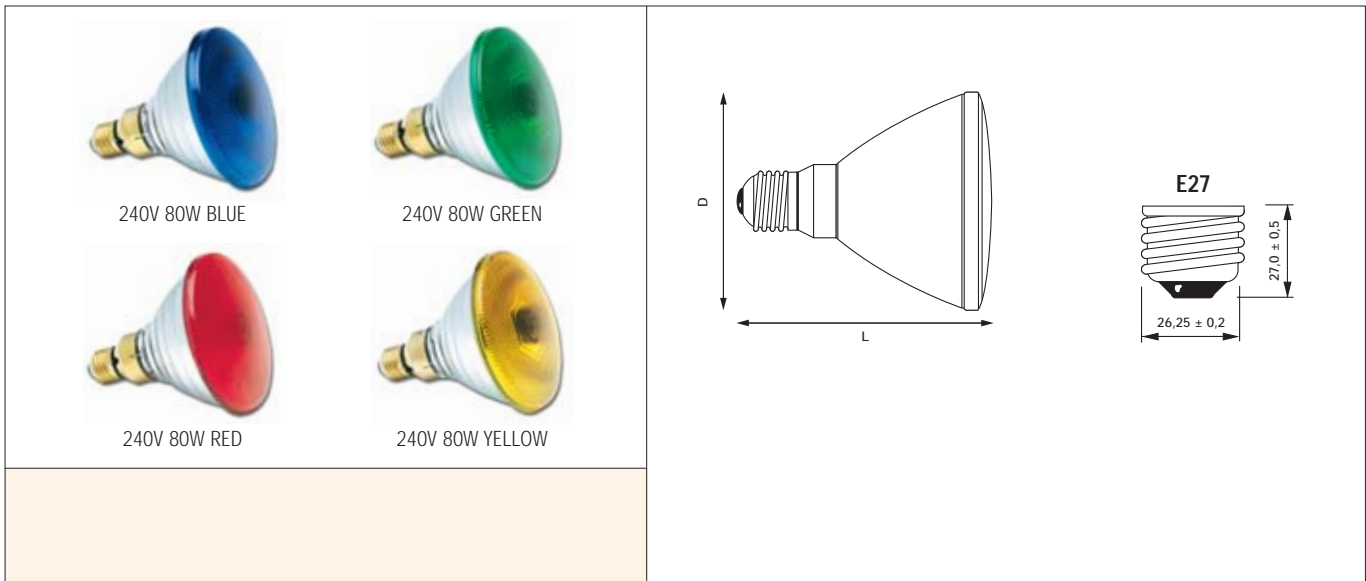 240V 80W BLUE
240V 80W GREEN
240V 80W RED
240V 80W YELLOW
D
L
E27
27,0 ± 0,5
26,25 ± 0,2